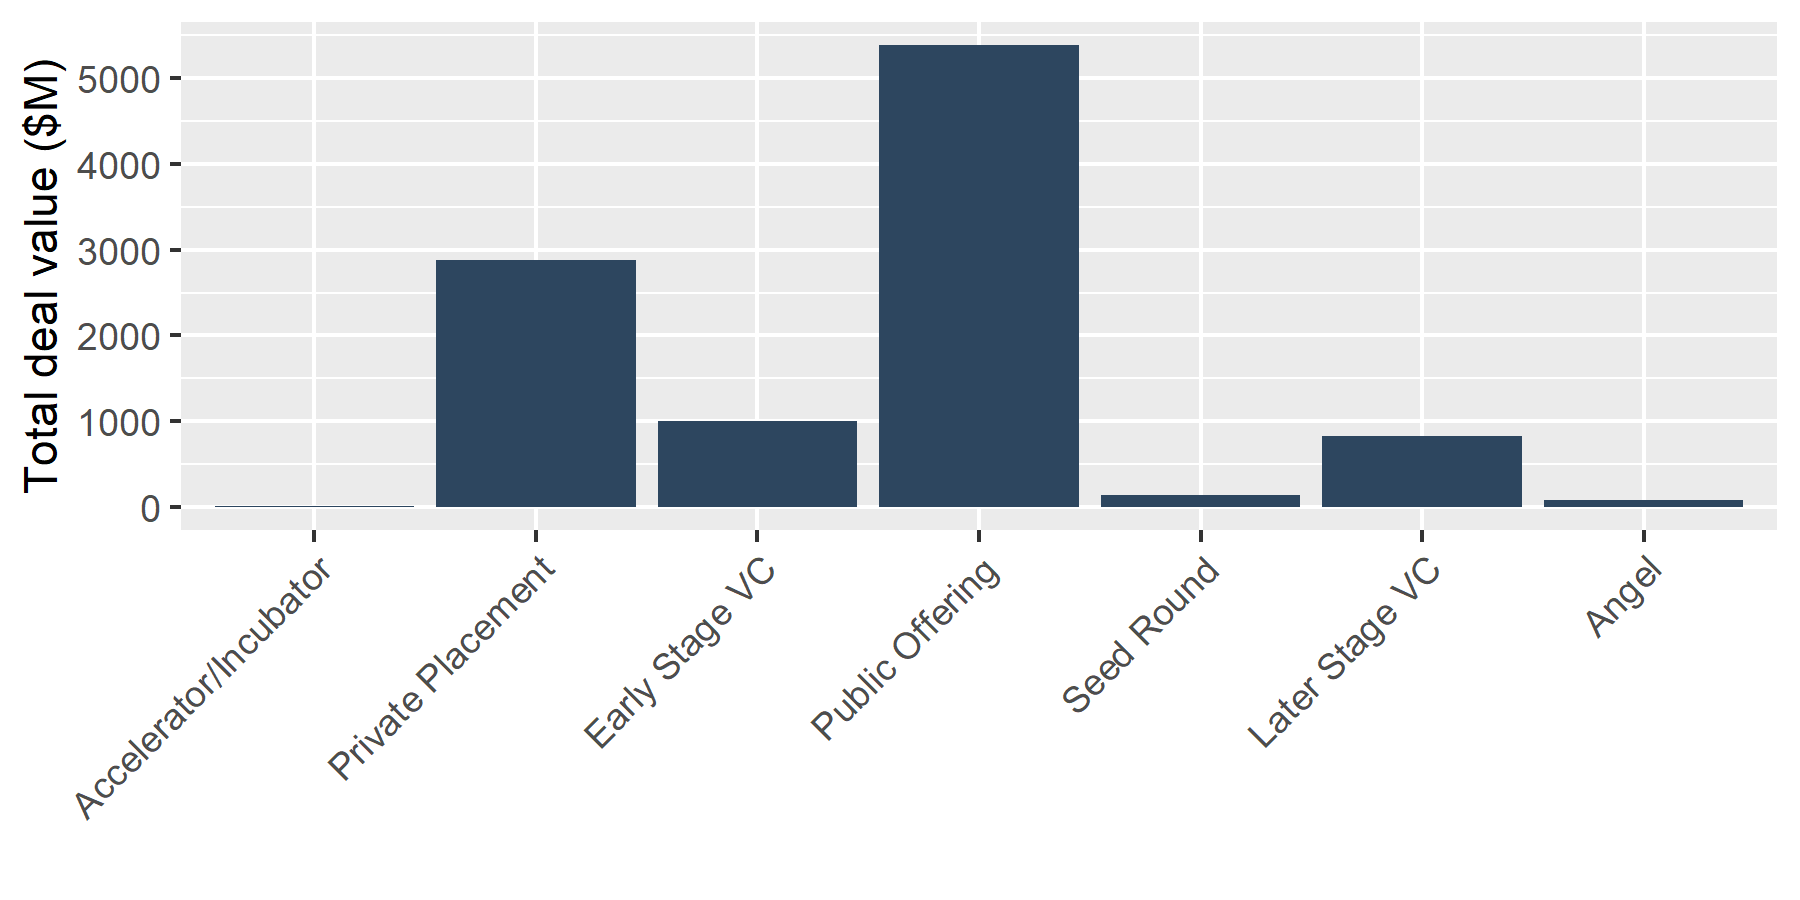 Total deal value ($M)
5000
4000
3000
2000
1000
0
Accelerator/Incubator
Private Placement
Early Stage VC
Public Offering
Seed Round
Later Stage VC
Angel